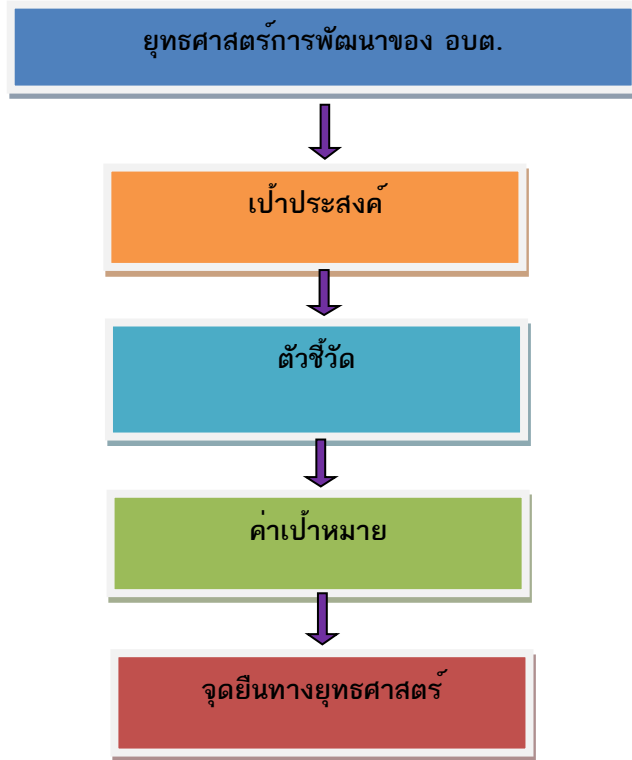 ยุทธศาสตร์การพัฒนาของ อบต.
เป้าประสงค์
ตัวชี้วัด
ค่าเป้าหมาย
จุดยืนทางยุทธศาสตร์